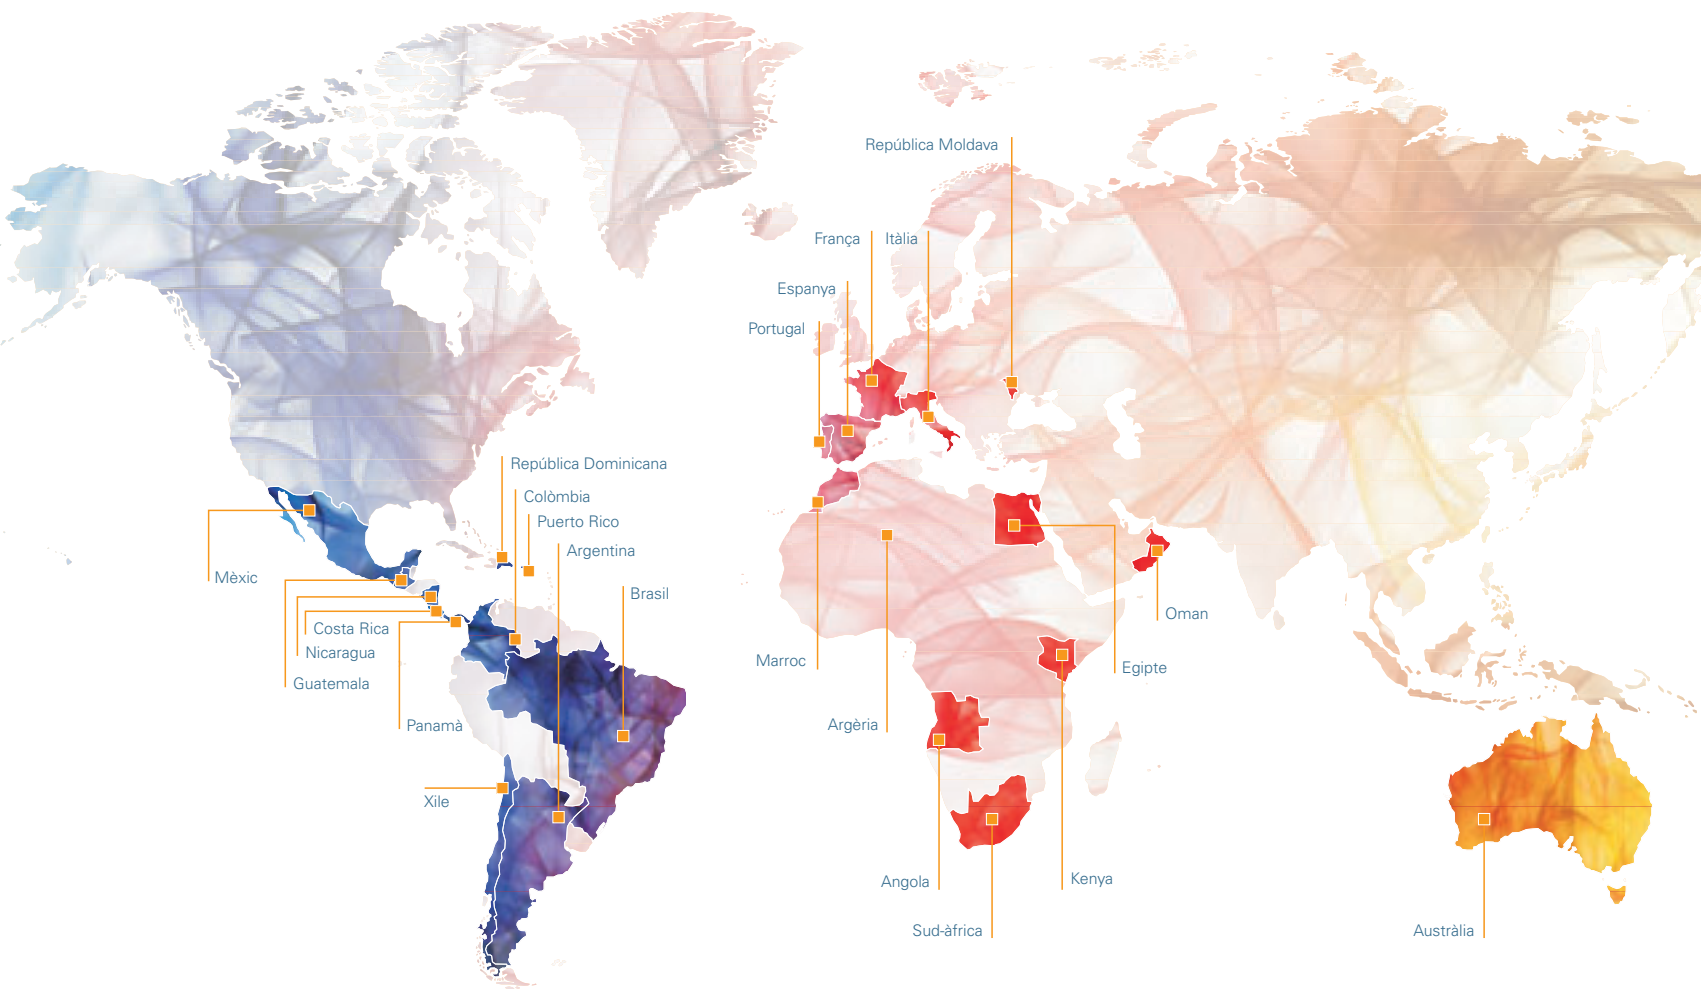 República Moldava
França
Itàlia
Espanya
Portugal
República Dominicana
Colòmbia
Puerto Rico
Argentina
Mèxic
Brasil
Costa Rica
Nicaragua
Guatemala
Panamà
Xile
Oman
Marroc
Egipte
Argèria
Angola
Kenya
Sud-àfrica
Austràlia